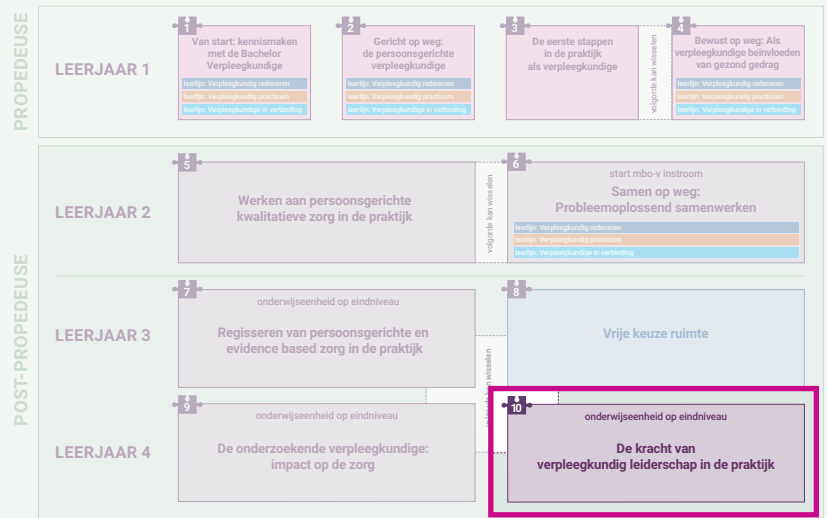 PROPEDEUSE
LEERJAAR 1
1
Van start: kennismaken
met de Bachelor
Verpleegkundige
leerlijn: Verpleegkundig redeneren
leerlijn: Verpleegkundig practicum
leerlijn: Verpleegkundige in verbinding
2
Gericht op weg:
de persoonsgerichte
verpleegkundige
leerlijn: Verpleegkundig redeneren
leerlijn: Verpleegkundig practicum
leerlijn: Verpleegkundige in verbinding
3
De eerste stappen
in de praktijk
als verpleegkundige
volgorde kan wisselen
4
Bewust op weg: Als
verpleegkundige beïnvloeden
van gezond gedrag
leerlijn: Verpleegkundig redeneren
leerlijn: Verpleegkundig practicum
leerlijn: Verpleegkundige in verbinding
POST-PROPEDEUSE
LEERJAAR 2
5
Werken aan persoonsgerichte
kwalitatieve zorg in de praktijk
volgorde kan wisselen
6
start mbo-v instroom
Samen op weg:
Probleemoplossend samenwerken
leerlijn: Verpleegkundig redeneren
leerlijn: Verpleegkundig practicum
leerlijn: Verpleegkundige in verbinding
LEERJAAR 3
7
onderwijseenheid op eindniveau
Regisseren van persoonsgerichte en
evidence based zorg in de praktijk
8
Vrije keuze ruimte
volgorde kan wisselen
LEERJAAR 4
9
onderwijseenheid op eindniveau
De onderzoekende verpleegkundige:
impact op de zorg
10
onderwijseenheid op eindniveau
De kracht van
verpleegkundig leiderschap in de praktijk